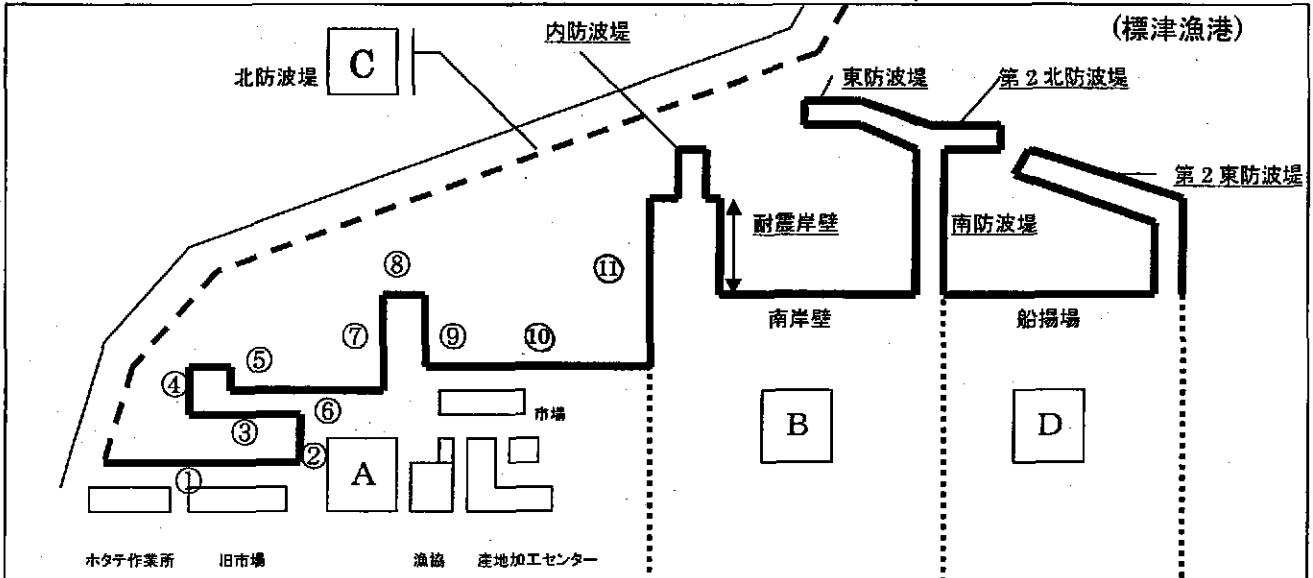 (標津漁港)
内防波堤
C
北防波堤
東防波堤
第2北防波堤
第2東防波堤
耐震岸壁
南防波堤
⑧
⑪
南岸壁
船揚場
⑦
⑨
⑩
⑤
④
⑥
市場
③
B
D
②
A
①
ホタテ作業所
旧市場
漁協
産地加工センター